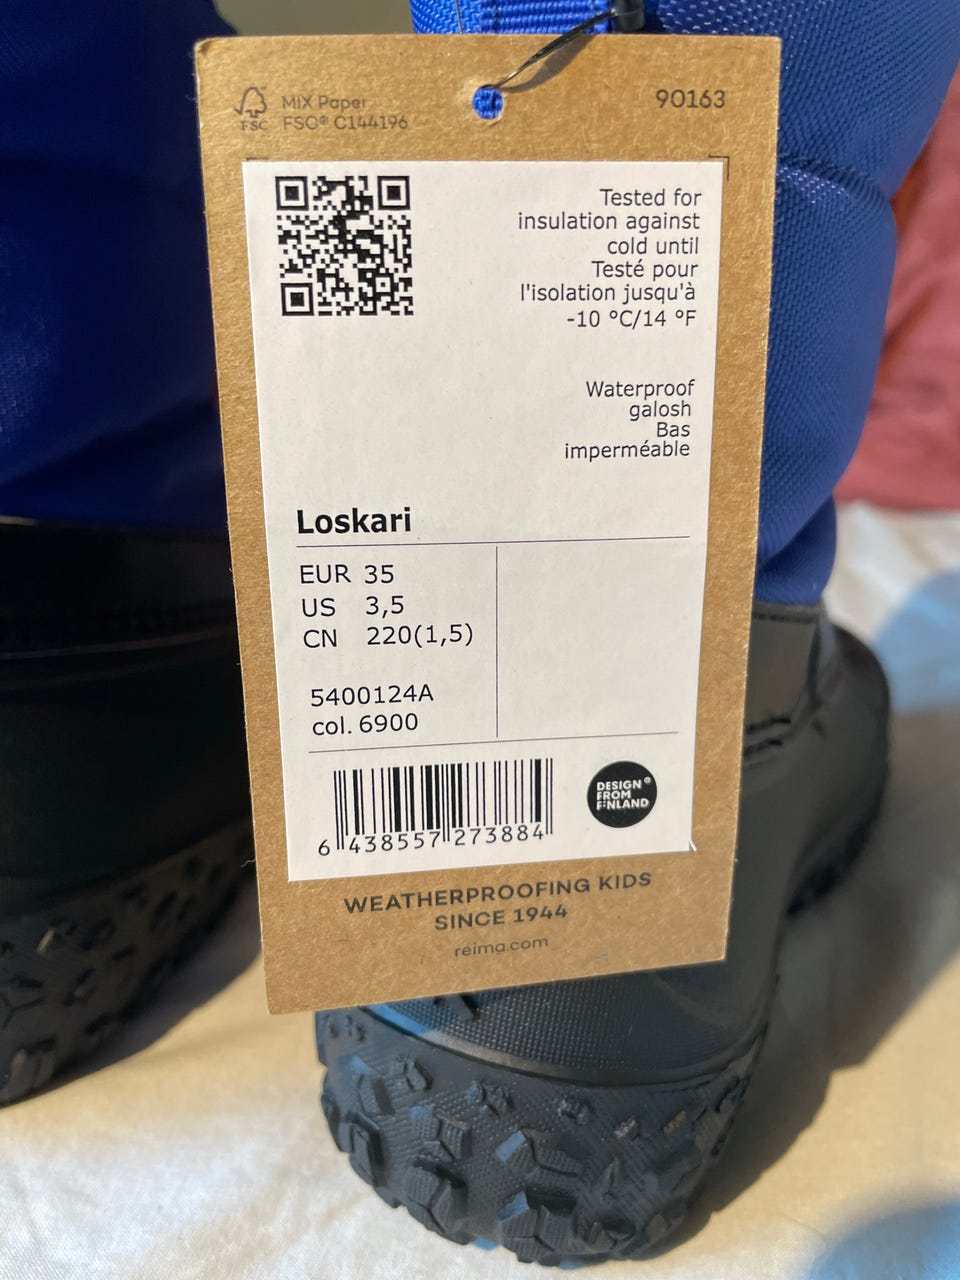 FSC
MIX Paper
FSC® C144196
90163
Tested for
insulation against
cold until
Testé pour
l'isolation jusqu'à
-10 °C/14 °F
Waterproof
galosh
Bas
imperméable
Loskari
EUR 35
US 3,5
CN 220(1,5)
5400124A
col. 6900
6 438557 273884
DESIGN®
FROM
FINLAND
WEATHERPROOFING KIDS
SINCE 1944
reima.com